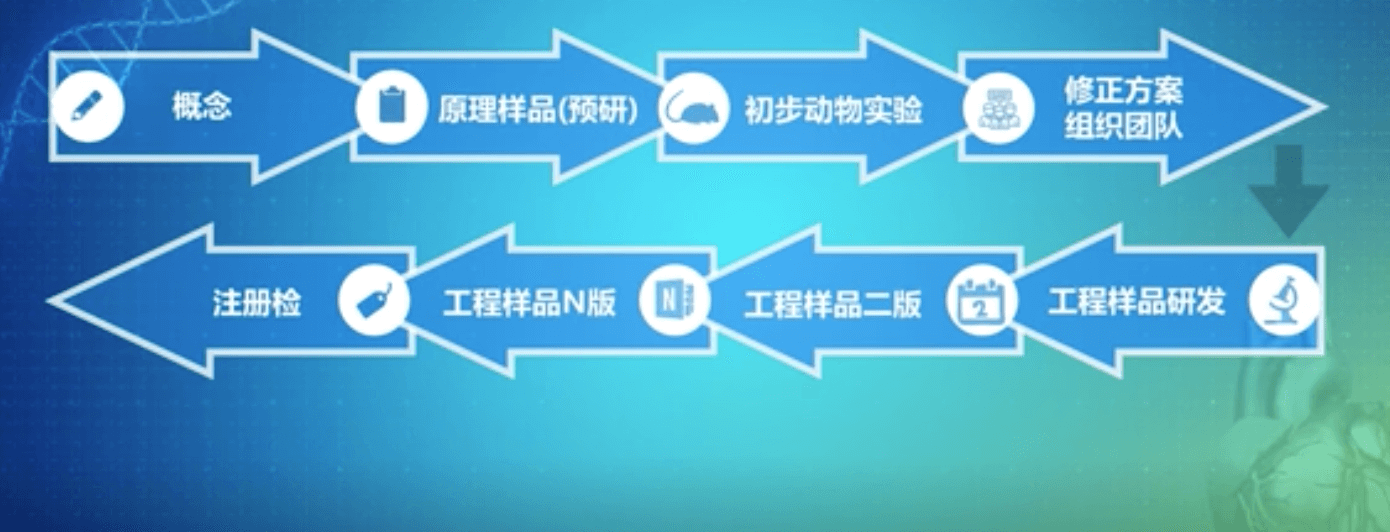 概念
原理样品(预研)
初步动物实验
修正方案
组织团队
工程样品研发
2
工程样品二版
N
工程样品N版
注册检